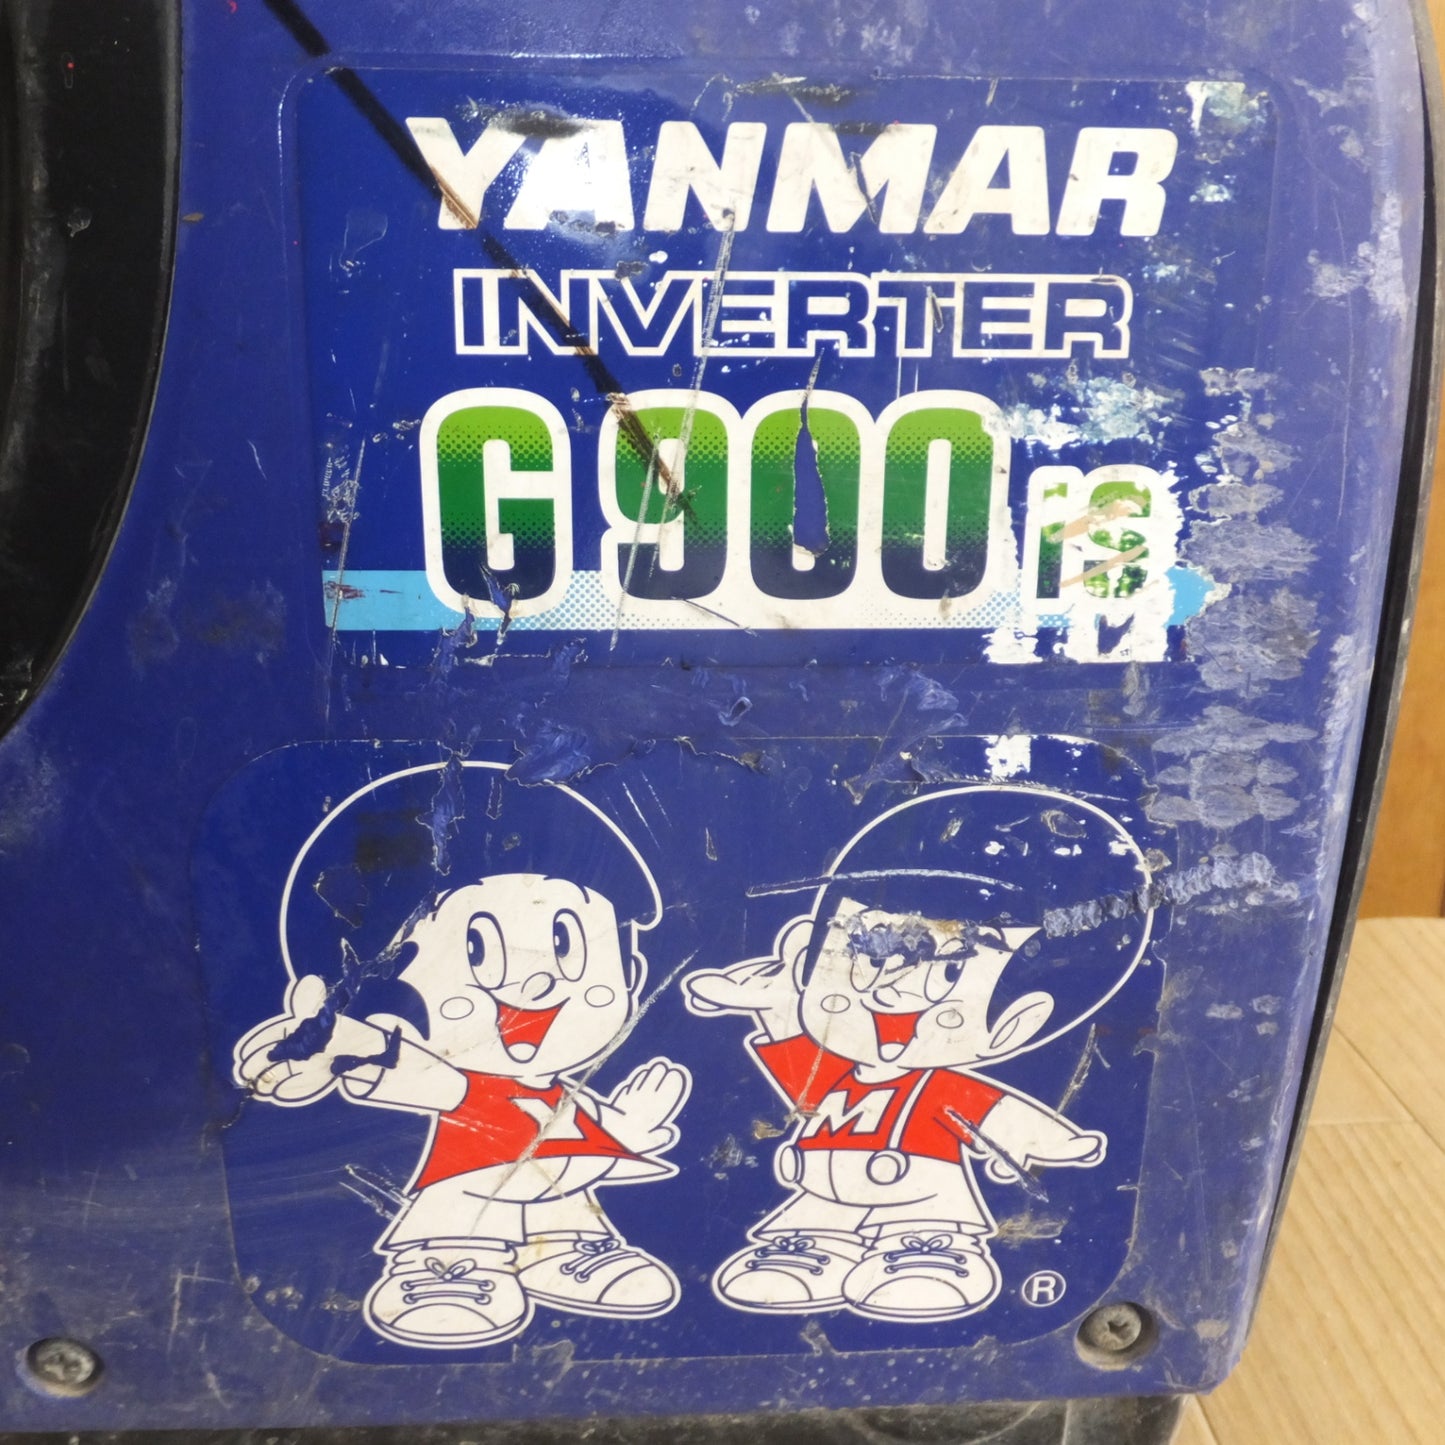 YANMAR
INVERTER
G900is
Y M
®